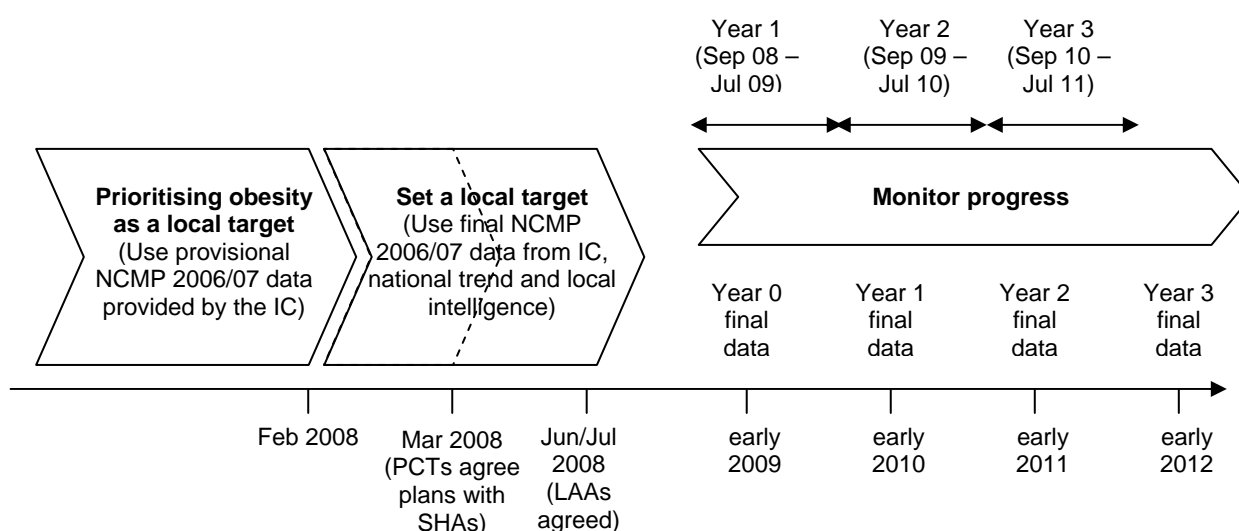 Year 1
(Sep 08 –
Jul 09)
Year 2
(Sep 09 –
Jul 10)
Year 3
(Sep 10 –
Jul 11)
Prioritising obesity
as a local target
(Use provisional
NCMP 2006/07 data
provided by the IC)
Set a local target
(Use final NCMP
2006/07 data from IC,
national trend and local
intelligence)
Monitor progress
Year 0
final
data
Year 1
final
data
Year 2
final
data
Year 3
final
data
Feb 2008
Mar 2008
(PCTs agree
plans with
SHAs)
Jun/Jul
2008
(LAAs
agreed)
early
2009
early
2010
early
2011
early
2012